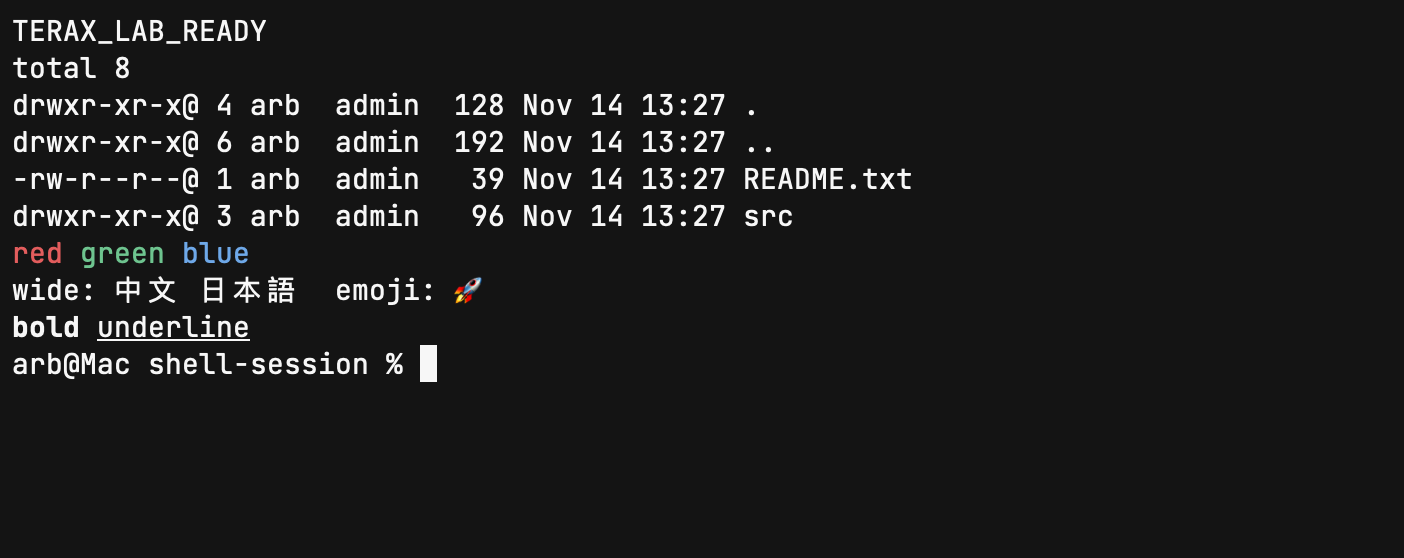 TERAX_LAB_READY
total 8
drwxr-xr-x@ 4 arb  admin  128 Nov 14 13:27 .
drwxr-xr-x@ 6 arb  admin  192 Nov 14 13:27 ..
-rw-r--r--@ 1 arb  admin   39 Nov 14 13:27 README.txt
drwxr-xr-x@ 3 arb  admin   96 Nov 14 13:27 src
red green blue
wide: 中文 日本語  emoji: 🚀
bold underline
arb@Mac shell-session %